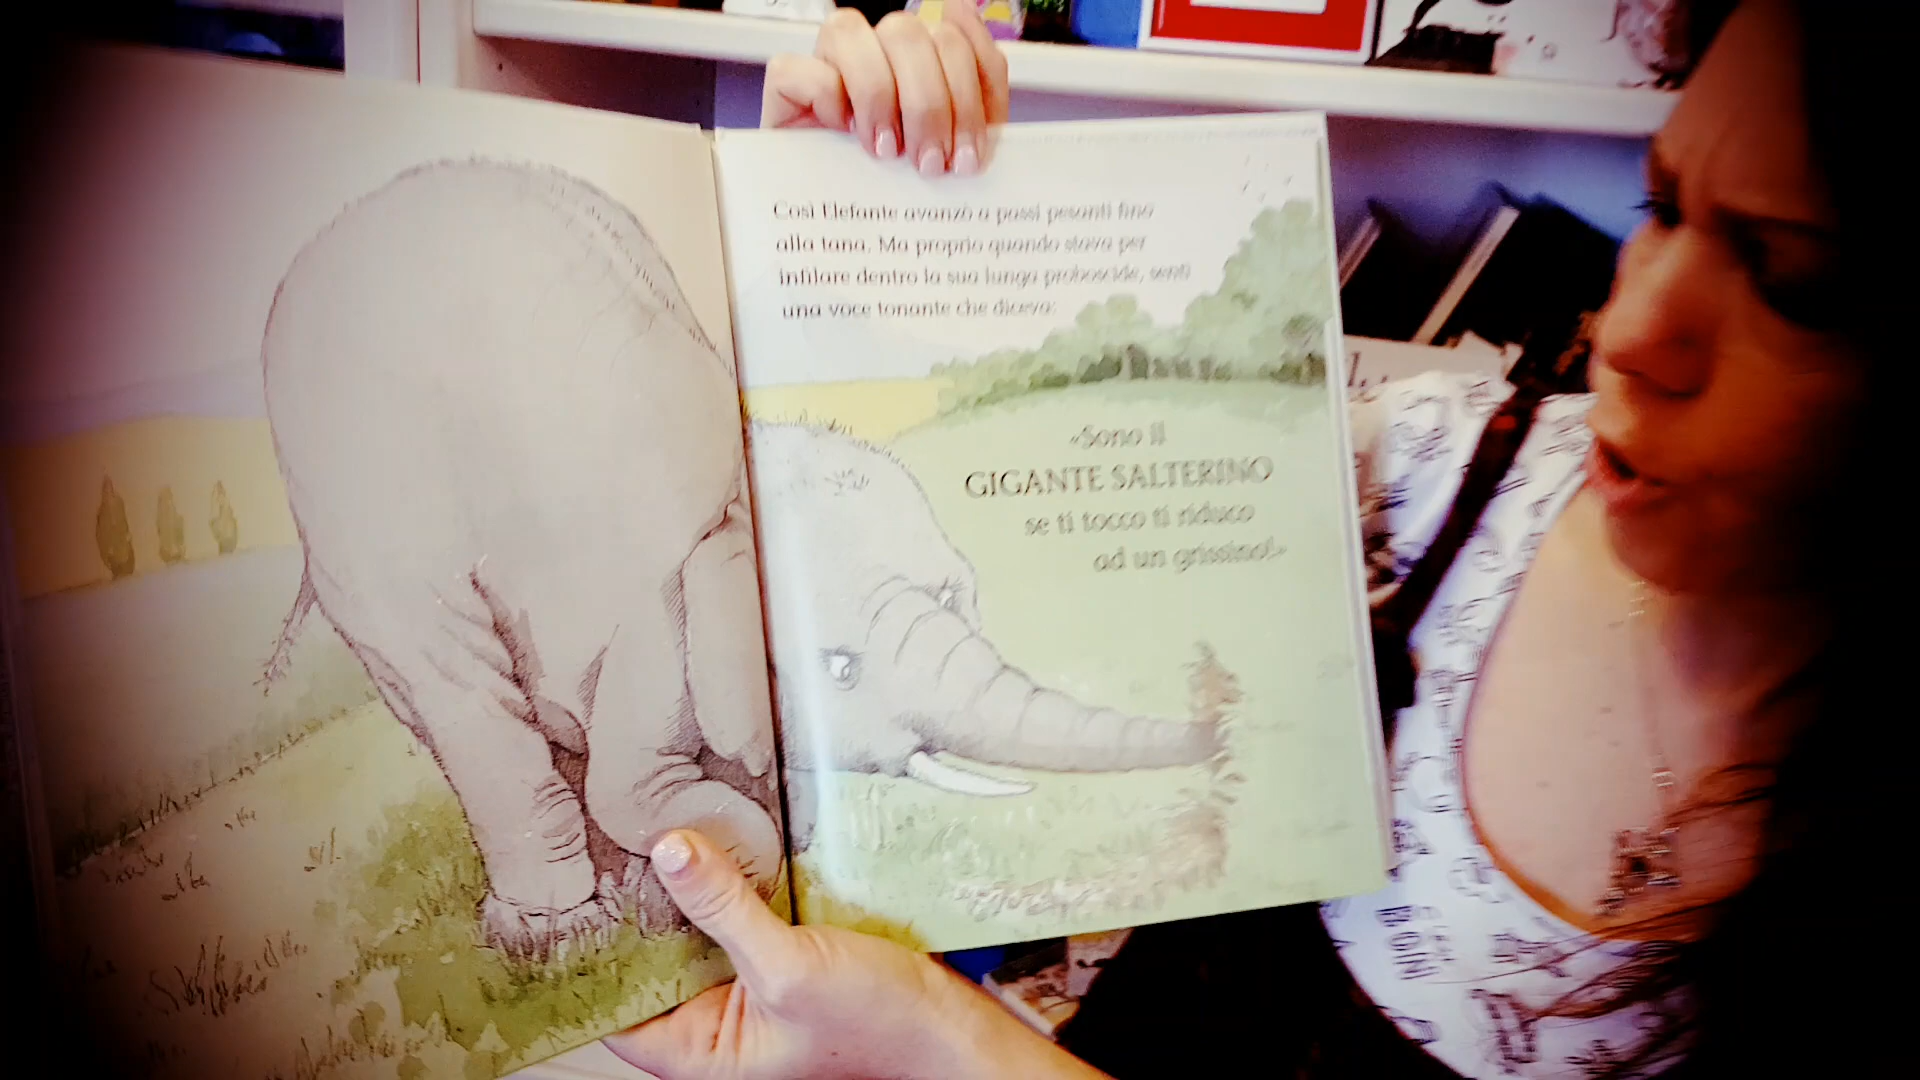 Così Elefante avanzò a passi pesanti fino
alla tana. Ma proprio quando stava per
infilare dentro la sua lunga proboscide, sentì
una voce tonante che diceva:
«Sono il
GIGANTE SALTERINO
se ti tocco ti riduco
ad un grissino!»